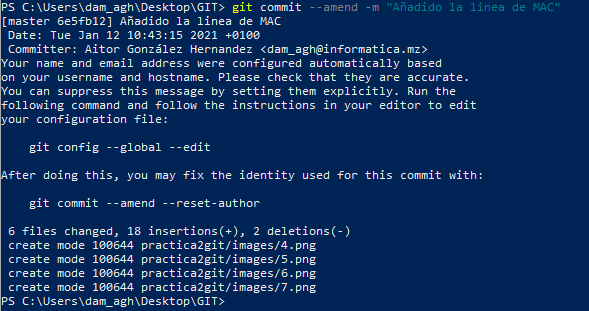 PS C:\Users\dam_agh\Desktop\GIT> git commit --amend -m "Añadido la linea de MAC"
[master 6e5fb12] Añadido la linea de MAC
 Date: Tue Jan 12 10:43:15 2021 +0100
 Committer: Aitor González Hernandez <dam_agh@informatica.mz>
Your name and email address were configured automatically based
on your username and hostname. Please check that they are accurate.
You can suppress this message by setting them explicitly. Run the
following command and follow the instructions in your editor to edit
your configuration file:

    git config --global --edit

After doing this, you may fix the identity used for this commit with:

    git commit --amend --reset-author

 6 files changed, 18 insertions(+), 2 deletions(-)
 create mode 100644 practica2git/images/4.png
 create mode 100644 practica2git/images/5.png
 create mode 100644 practica2git/images/6.png
 create mode 100644 practica2git/images/7.png
PS C:\Users\dam_agh\Desktop\GIT>